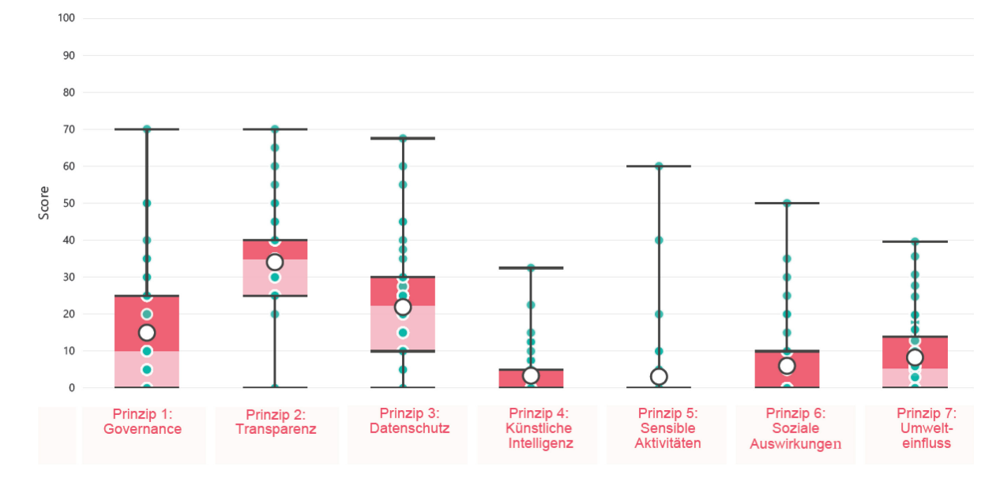 100
90
80
70
60
50
40
30
20
10
0
Score
Prinzip 1:
Governance
Prinzip 2:
Transparenz
Prinzip 3:
Datenschutz
Prinzip 4:
Künstliche
Intelligenz
Prinzip 5:
Sensible
Aktivitäten
Prinzip 6:
Soziale
Auswirkungen
Prinzip 7:
Umwelt-
einfluss